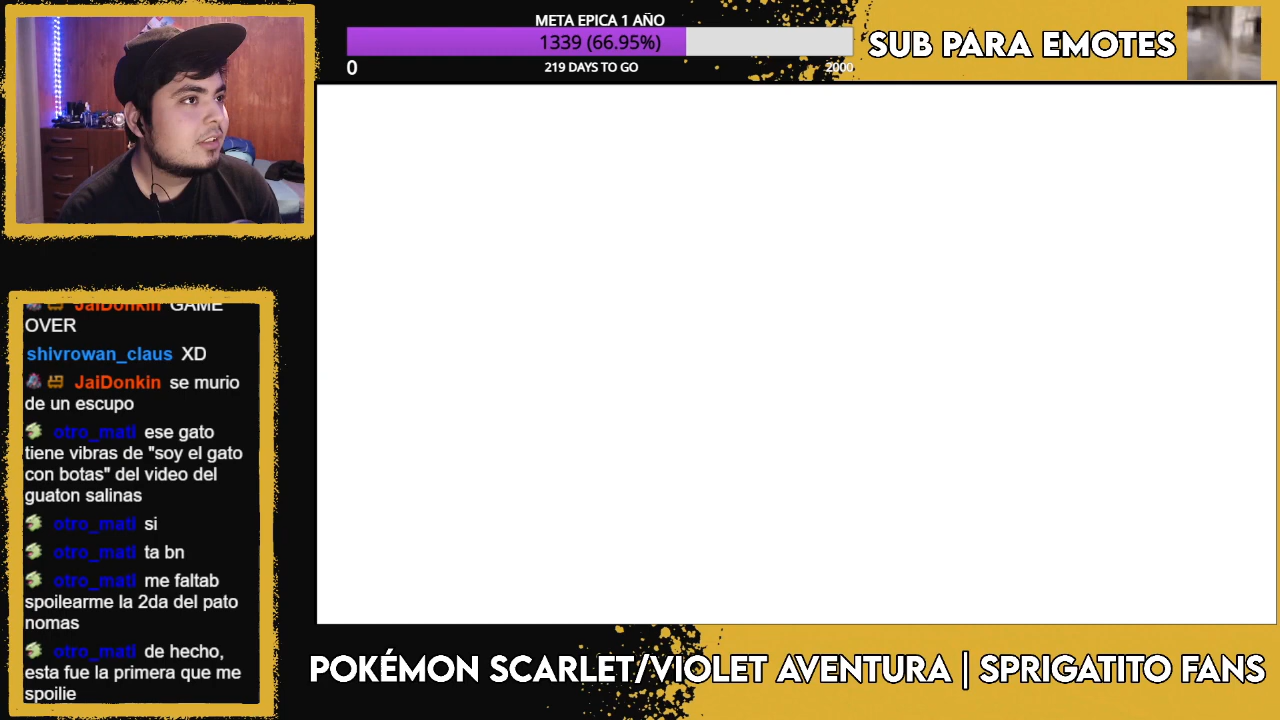 META EPICA 1 AÑO
1339 (66.95%)
0
219 DAYS TO GO
2000
SUB PARA EMOTES
JaiDonkin GAME
OVER
shivrowan_claus XD
JaiDonkin se murio
de un escupo
otro_mati ese gato
tiene vibras de "soy el gato
con botas" del video del
guaton salinas
otro_mati si
otro_mati ta bn
otro_mati me faltab
spoilearme la 2da del pato
nomas
otro_mati de hecho,
esta fue la primera que me
spoilie
POKÉMON SCARLET/VIOLET AVENTURA | SPRIGATITO FANS